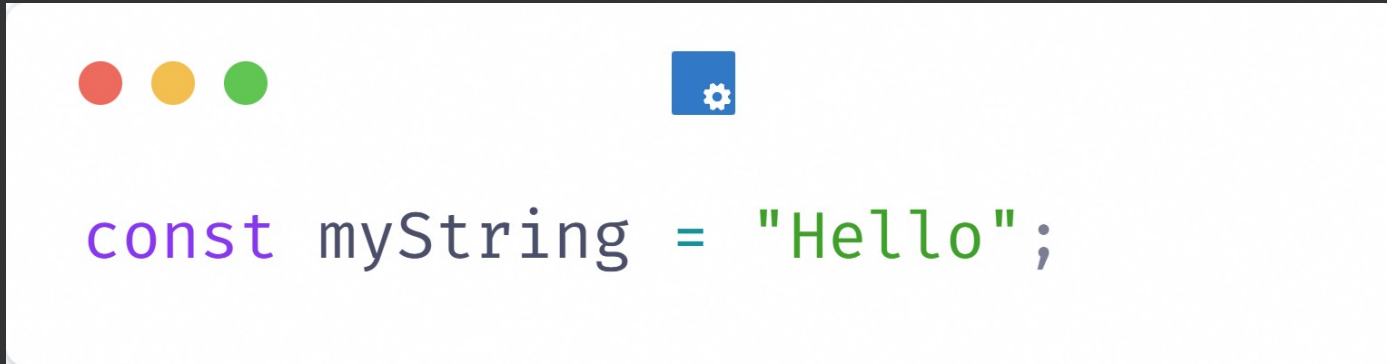 const myString = "Hello";